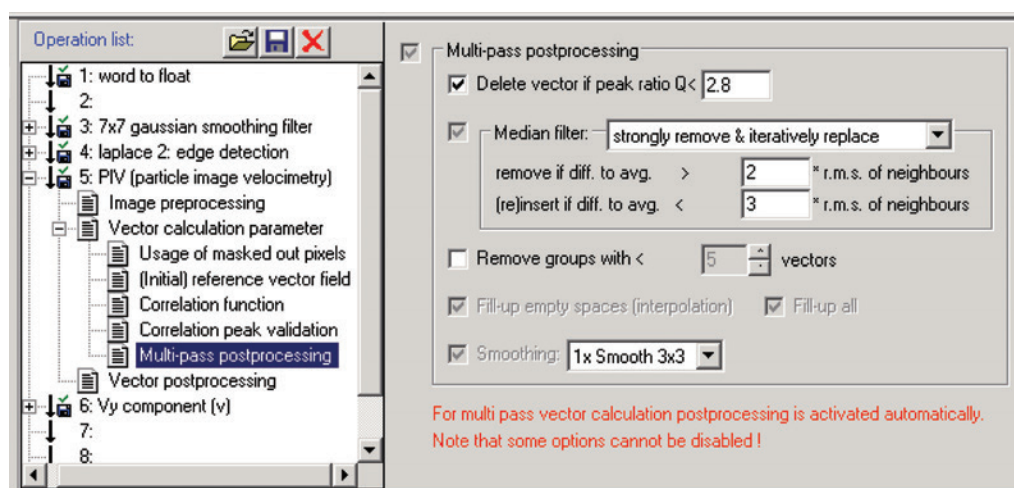 Operation list:
1: word to float
2:
3: 7x7 gaussian smoothing filter
4: laplace 2: edge detection
5: PIV (particle image velocimetry)
Image preprocessing
Vector calculation parameter
Usage of masked out pixels
(Initial) reference vector field
Correlation function
Correlation peak validation
Multi-pass postprocessing
Vector postprocessing
6: Vy component (v)
7:
8:
Multi-pass postprocessing
Delete vector if peak ratio Q< 2.8
Median filter: strongly remove & iteratively replace
remove if diff. to avg. > 2 * r.m.s. of neighbours
(re)insert if diff. to avg. < 3 * r.m.s. of neighbours
Remove groups with < 5 vectors
Fill-up empty spaces (interpolation) Fill-up all
Smoothing: 1x Smooth 3x3
For multi pass vector calculation postprocessing is activated automatically.
Note that some options cannot be disabled !